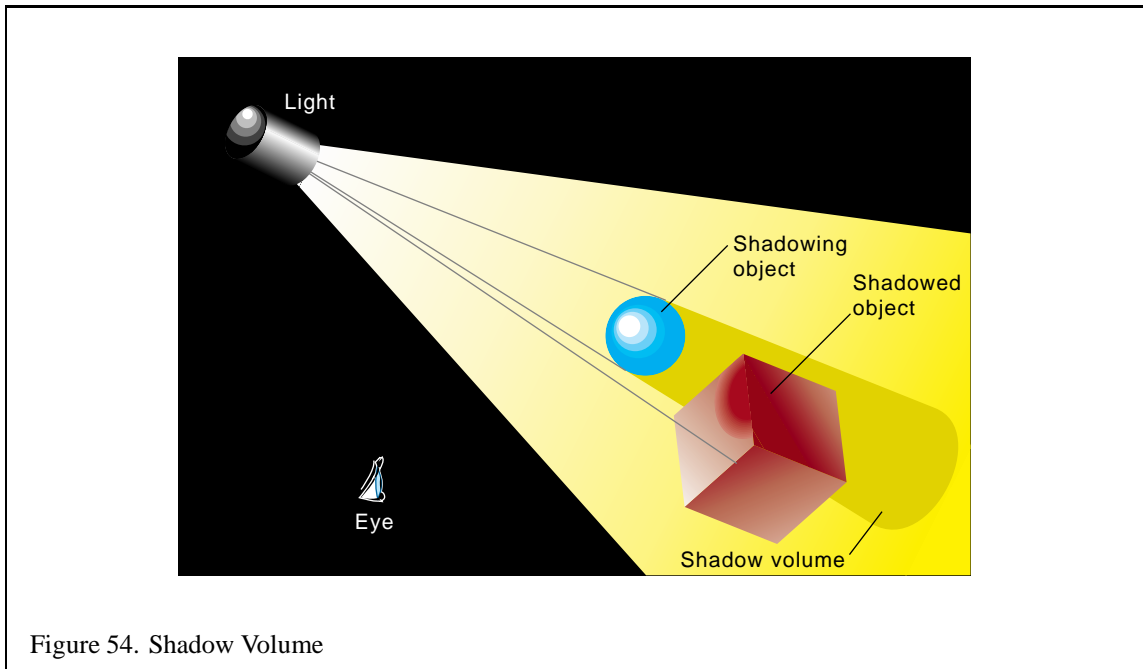 Light
Shadowing
object
Shadowed
object
Eye
Shadow volume
Figure 54. Shadow Volume